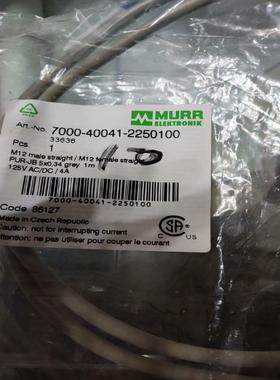 MURR
ELEKTRONIK
Art.-No. 7000-40041-2250100
33636
Pcs 1
M12 male straight / M12 female straight
PUR-JB 5x0,34 grey 1m
125V AC/DC / 4A
7000-40041-2250100
Code 86127
Made in Czech Republic
Attention: not for interrupting current
Attention: ne pas utiliser pour couper le courant
C US